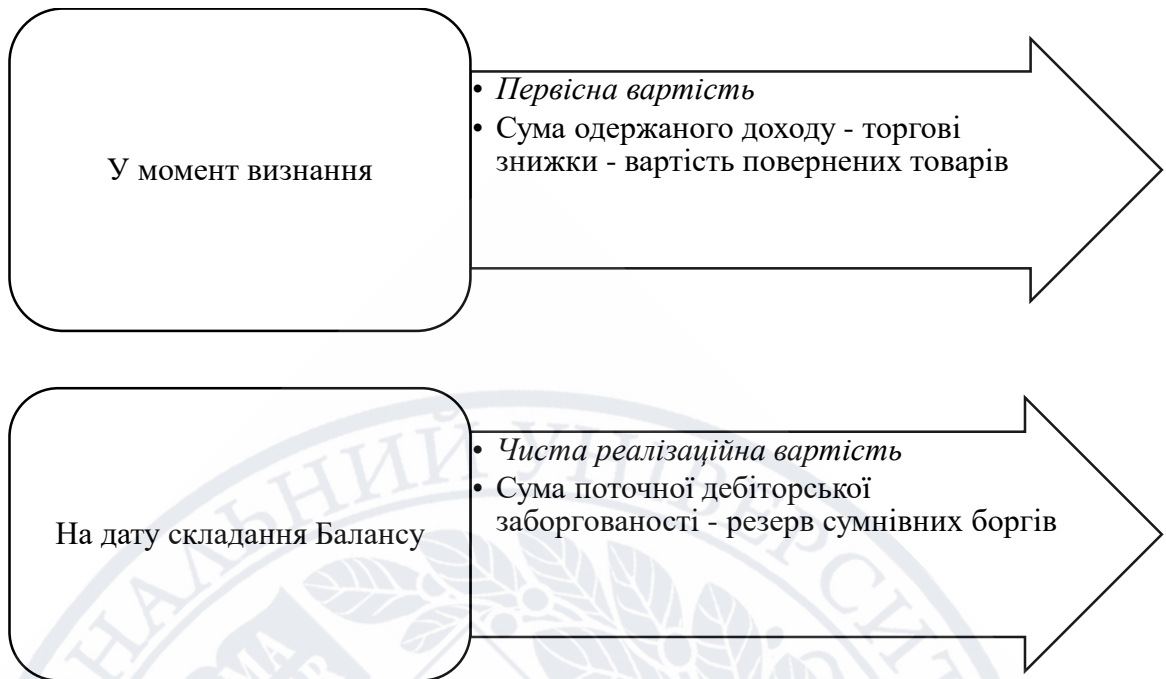 У момент визнання
• Первісна вартість
• Сума одержаного доходу - торгові
знижки - вартість повернених товарів
На дату складання Балансу
• Чиста реалізаційна вартість
• Сума поточної дебіторської
заборгованості - резерв сумнівних боргів